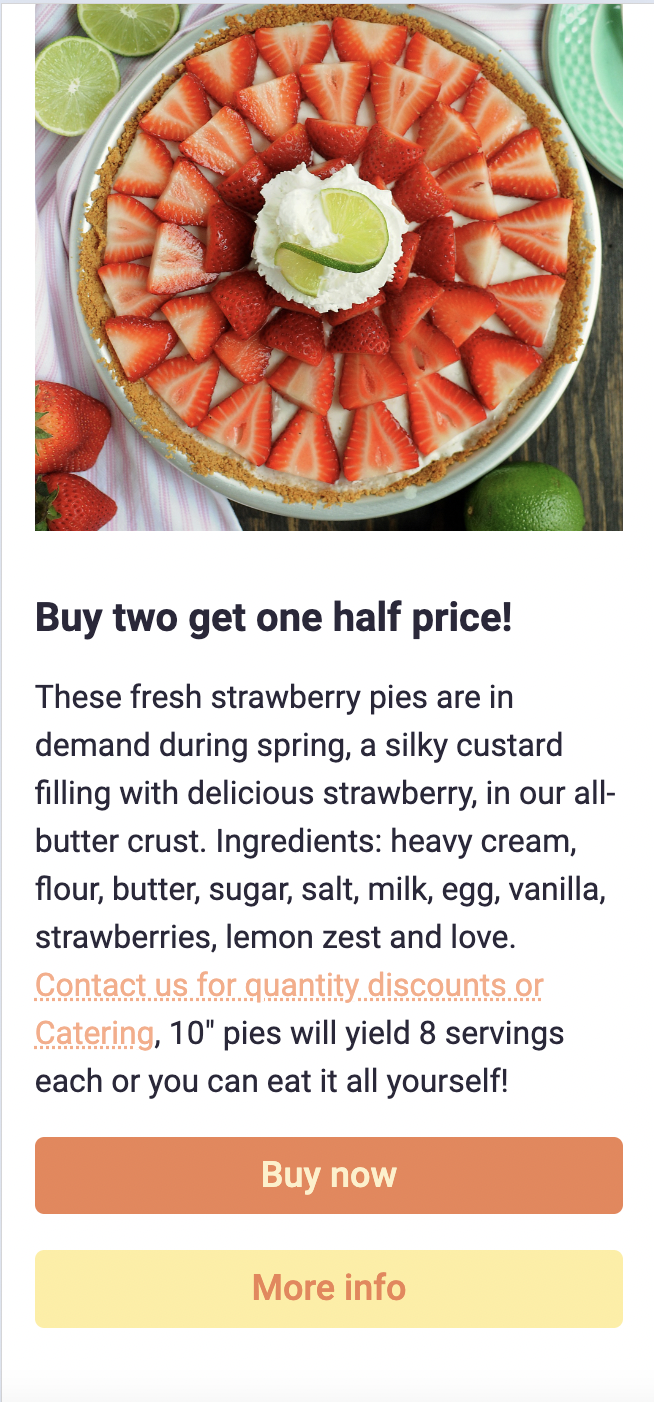 Buy two get one half price!
These fresh strawberry pies are in
demand during spring, a silky custard
filling with delicious strawberry, in our all-
butter crust. Ingredients: heavy cream,
flour, butter, sugar, salt, milk, egg, vanilla,
strawberries, lemon zest and love.
Contact us for quantity discounts or
Catering, 10" pies will yield 8 servings
each or you can eat it all yourself!
Buy now
More info